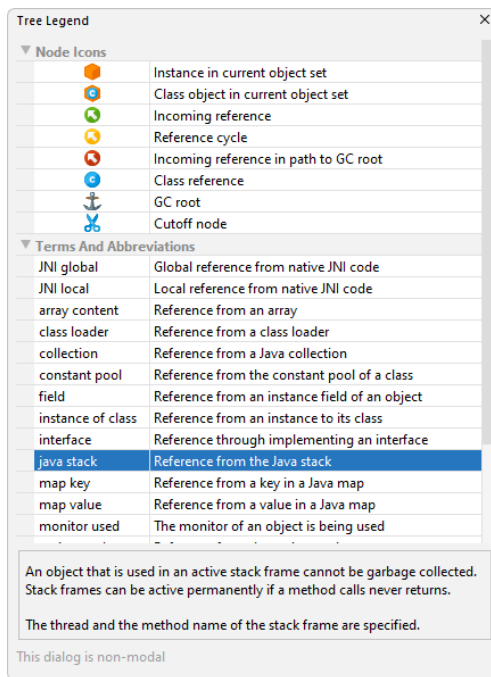 Tree Legend
Node Icons
Instance in current object set
Class object in current object set
Incoming reference
Reference cycle
Incoming reference in path to GC root
Class reference
GC root
Cutoff node
Terms And Abbreviations
JNI global Global reference from native JNI code
JNI local Local reference from native JNI code
array content Reference from an array
class loader Reference from a class loader
collection Reference from a Java collection
constant pool Reference from the constant pool of a class
field Reference from an instance field of an object
instance of class Reference from an instance to its class
interface Reference through implementing an interface
java stack Reference from the Java stack
map key Reference from a key in a Java map
map value Reference from a value in a Java map
monitor used The monitor of an object is being used
An object that is used in an active stack frame cannot be garbage collected.
Stack frames can be active permanently if a method calls never returns.
The thread and the method name of the stack frame are specified.
This dialog is non-modal